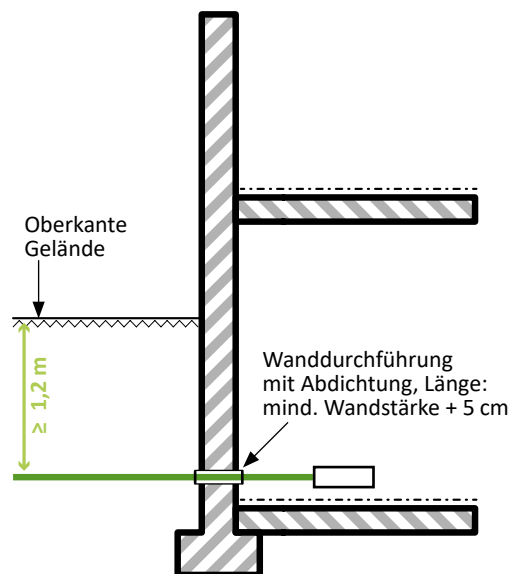 Oberkante
Gelände
≥ 1,2 m
Wanddurchführung
mit Abdichtung, Länge:
mind. Wandstärke + 5 cm